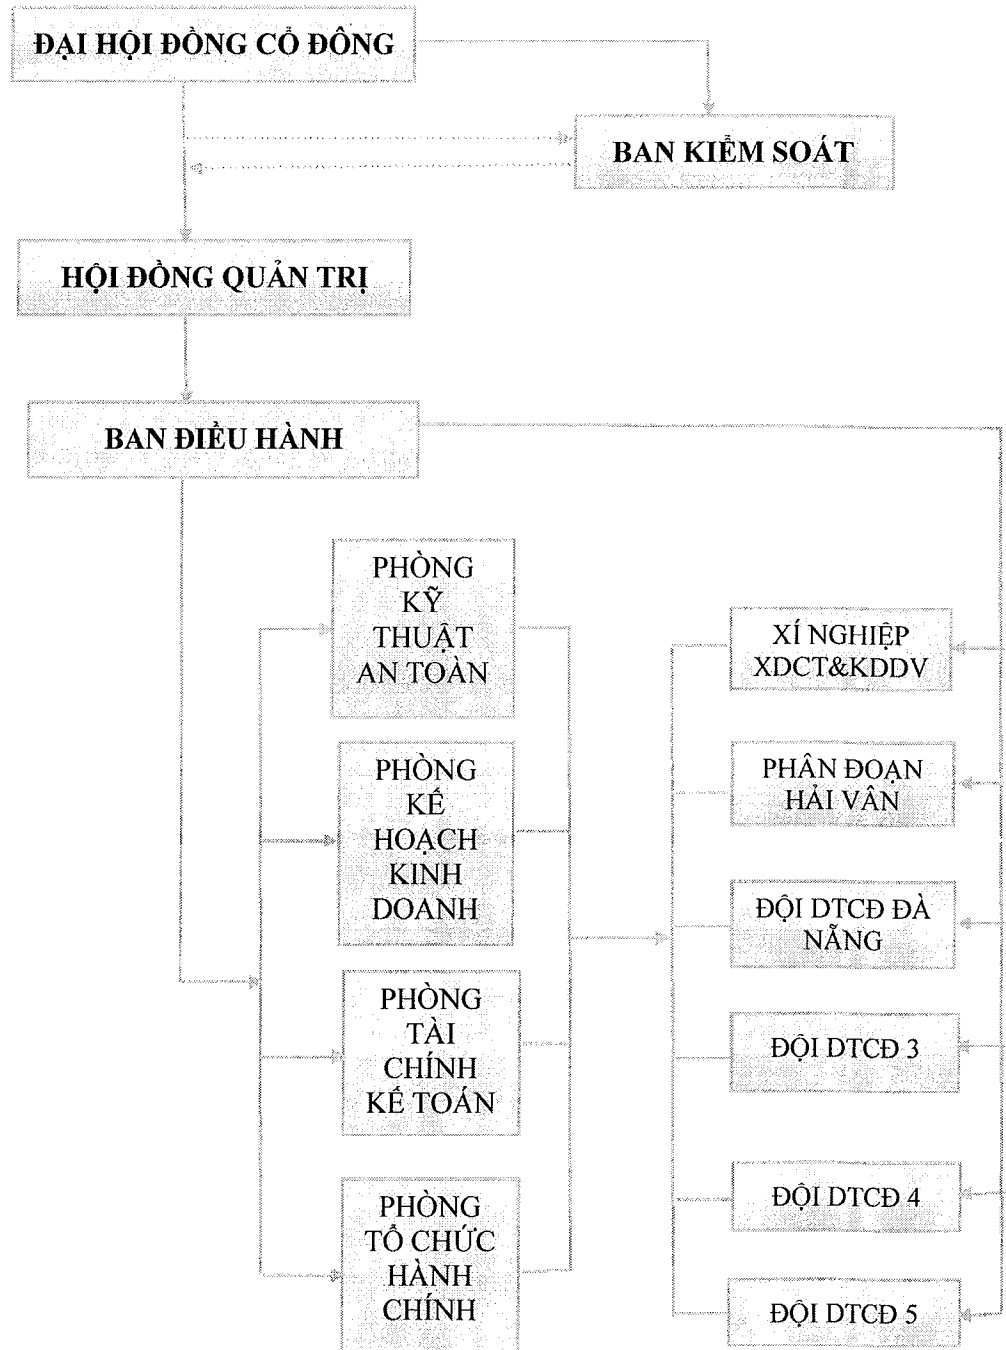 ĐẠI HỘI ĐỒNG CỔ ĐÔNG
BAN KIỂM SOÁT
HỘI ĐỒNG QUẢN TRỊ
BAN ĐIỀU HÀNH
PHÒNG
KỸ
THUẬT
AN TOÀN
PHÒNG
KẾ
HOẠCH
KINH
DOANH
PHÒNG
TÀI
CHÍNH
KẾ TOÁN
PHÒNG
TỔ CHỨC
HÀNH
CHÍNH
XÍ NGHIỆP
XDCT&KDDV
PHÂN ĐOẠN
HẢI VÂN
ĐỘI DTCĐ ĐÀ
NẴNG
ĐỘI DTCĐ 3
ĐỘI DTCĐ 4
ĐỘI DTCĐ 5